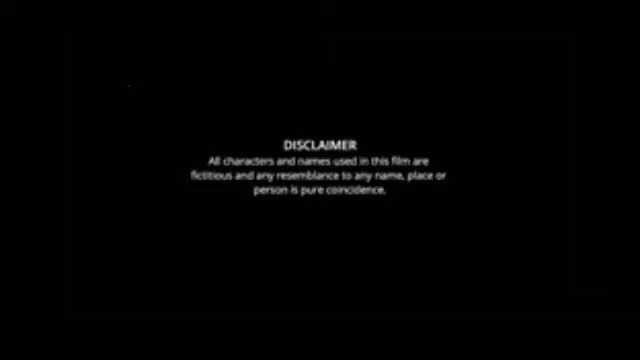 DISCLAIMER
All characters and names used in this film are
fictitious and any resemblance to any name, place or
person is pure coincidence.